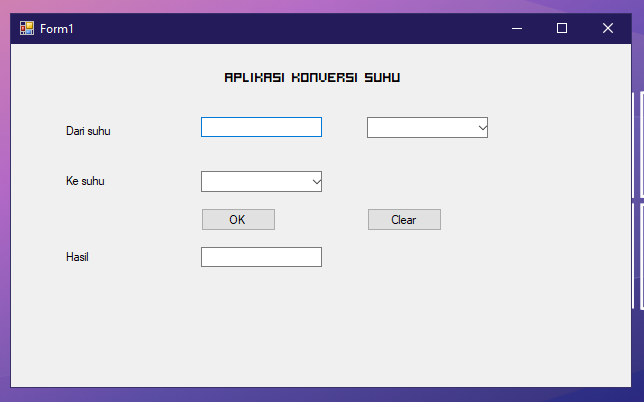 Form1
APLIKASI KONVERSI SUHU
Dari suhu
Ke suhu
OK Clear
Hasil